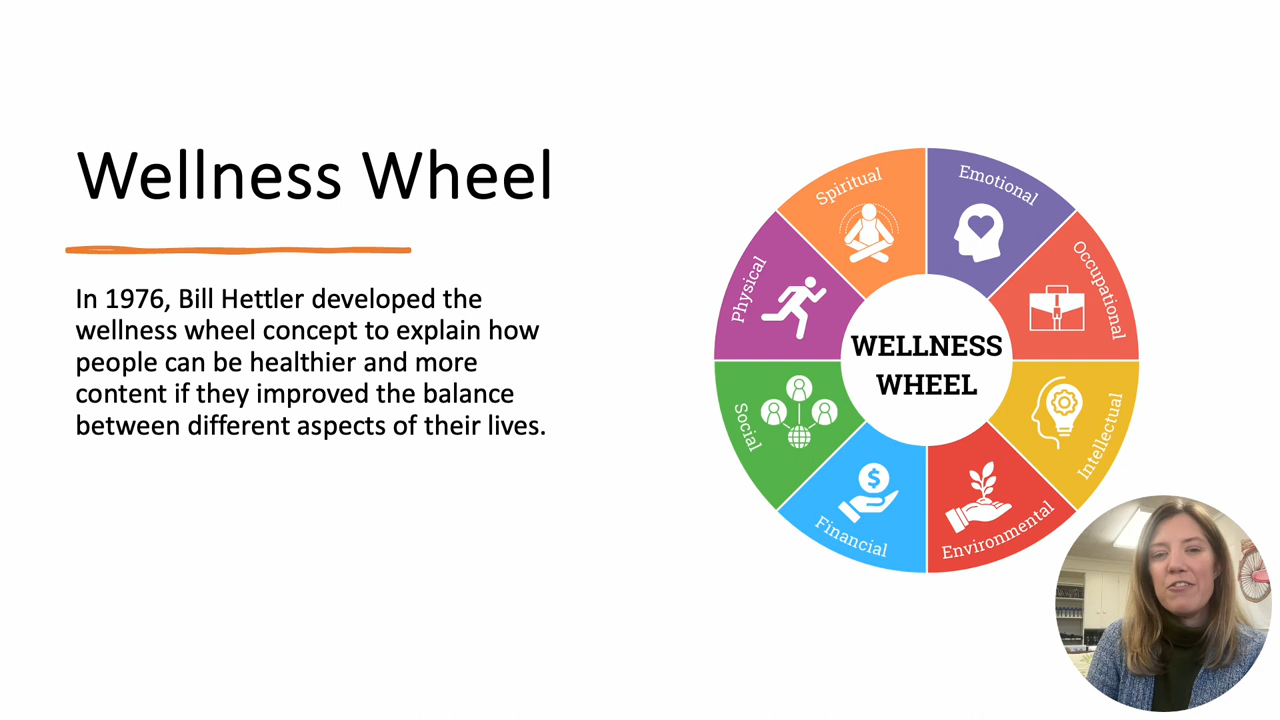 Wellness Wheel
In 1976, Bill Hettler developed the
wellness wheel concept to explain how
people can be healthier and more
content if they improved the balance
between different aspects of their lives.
Spiritual
Emotional
Physical
Occupational
WELLNESS
WHEEL
Social
Intellectual
Financial
Environmental
$